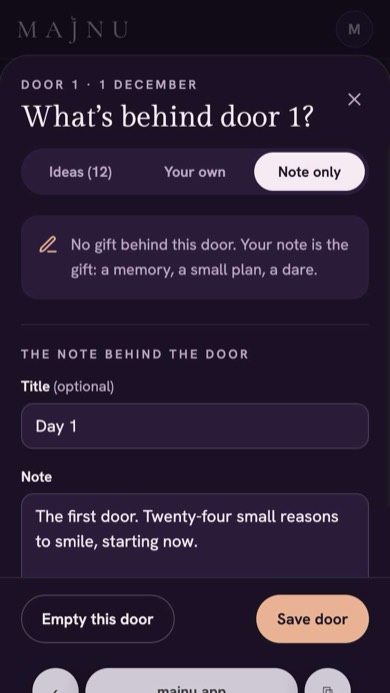 MAJNU
M
DOOR 1 · 1 DECEMBER
What’s behind door 1?
Ideas (12)
Your own
Note only
No gift behind this door. Your note is the
gift: a memory, a small plan, a dare.
THE NOTE BEHIND THE DOOR
Title (optional)
Day 1
Note
The first door. Twenty-four small reasons
to smile, starting now.
Empty this door
Save door
majnu.app